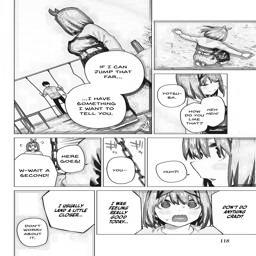 IF I CAN
JUMP THAT
FAR...
...I HAVE
SOMETHING
I WANT TO
TELL YOU.
YOTSU-
BA.
HEH
HEH!
HOW DO
YOU LIKE
THAT?
HERE
GOES!
W-WAIT A
SECOND!
YOU--
HUH?!
DON'T DO
ANYTHING
CRAZY!
I WAS
FEELING
REALLY
GOOD
TODAY...
I USUALLY
LAND A LITTLE
CLOSER...
DON'T
WORRY
ABOUT
IT.
118